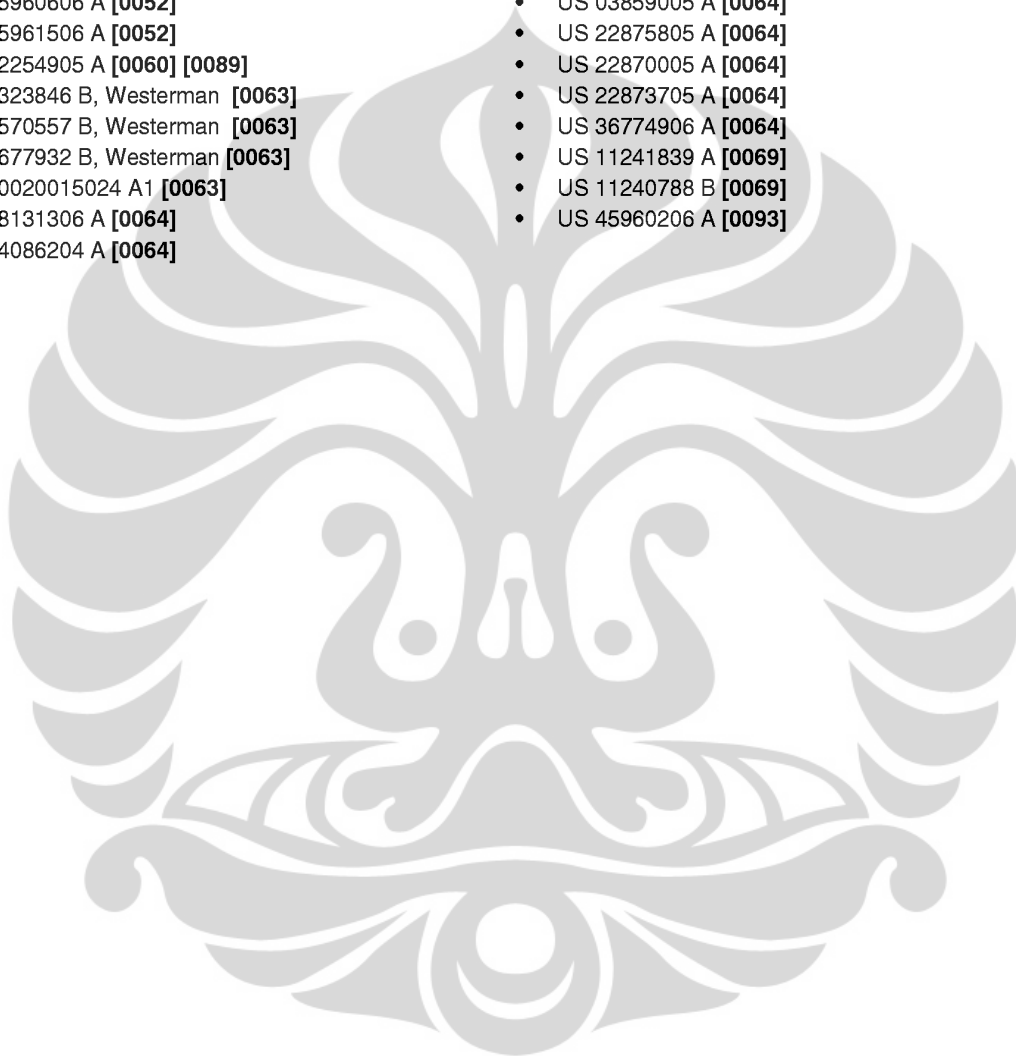 5960606 A [0052]
5961506 A [0052]
2254905 A [0060] [0089]
323846 B, Westerman [0063]
570557 B, Westerman [0063]
677932 B, Westerman [0063]
0020015024 A1 [0063]
8131306 A [0064]
4086204 A [0064]
• US 03859005 A [0064]
• US 22875805 A [0064]
• US 22870005 A [0064]
• US 22873705 A [0064]
• US 36774906 A [0064]
• US 11241839 A [0069]
• US 11240788 B [0069]
• US 45960206 A [0093]